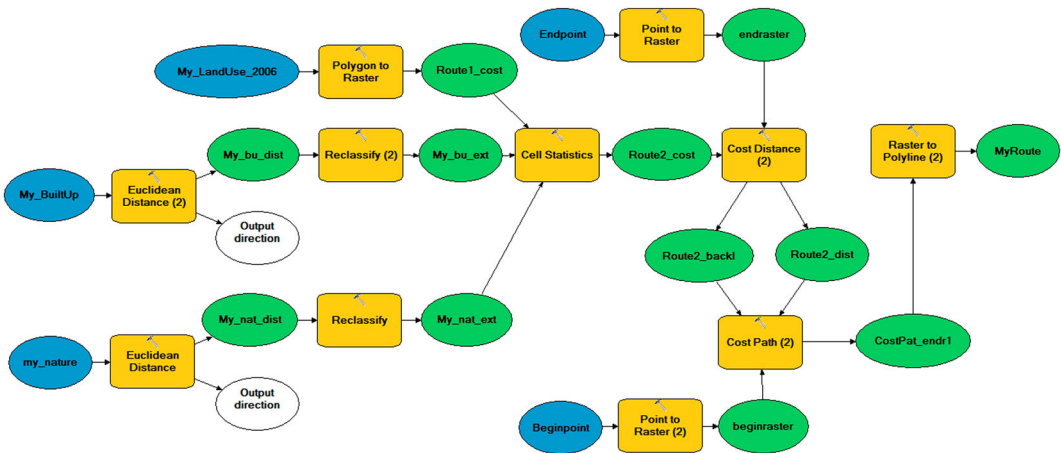 Endpoint
Point to
Raster
endraster
My_LandUse_2006
Polygon to
Raster
Route1_cost
My_bu_dist
Reclassify (2)
My_bu_ext
Cell Statistics
Route2_cost
Cost Distance
(2)
Raster to
Polyline (2)
MyRoute
My_BuiltUp
Euclidean
Distance (2)
Output
direction
Route2_backl
Route2_dist
My_nat_dist
Reclassify
My_nat_ext
my_nature
Euclidean
Distance
Cost Path (2)
CostPat_endr1
Output
direction
Beginpoint
Point to
Raster (2)
beginraster